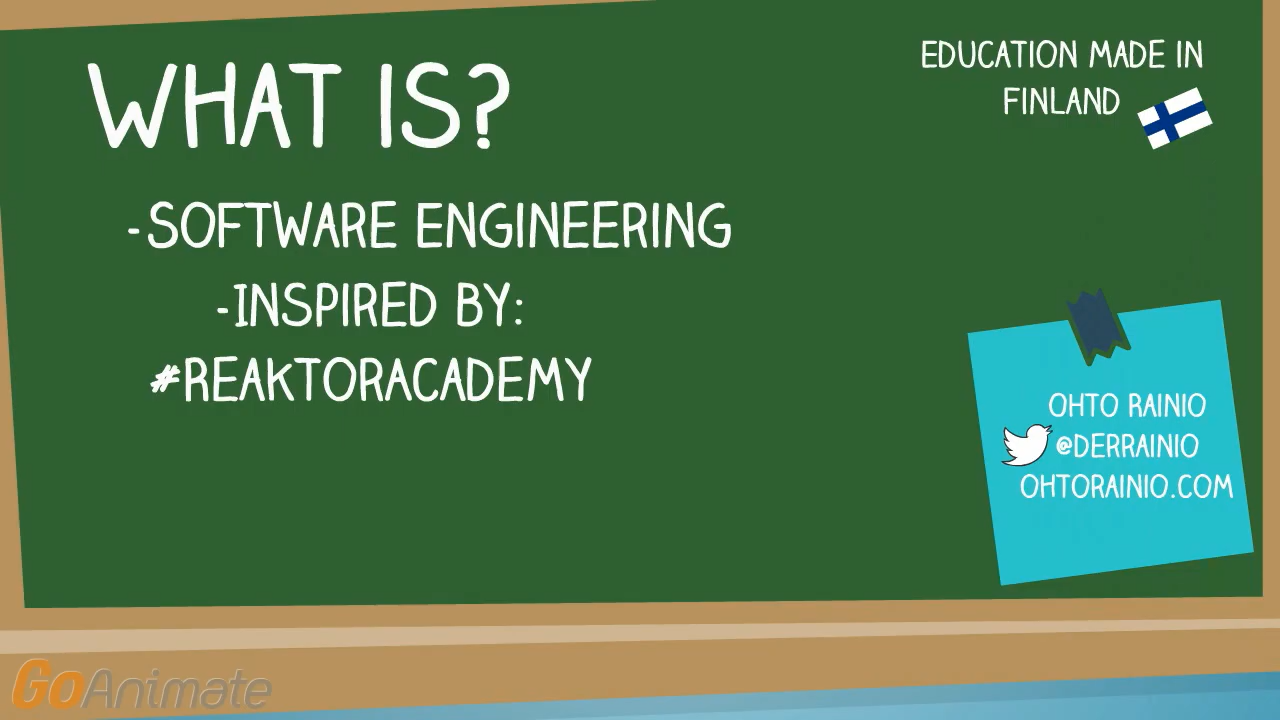 WHAT IS?
EDUCATION MADE IN
FINLAND
-SOFTWARE ENGINEERING
-INSPIRED BY:
#REAKTORACADEMY
OHTO RAINIO
@DERRAINIO
OHTORAINIO.COM
GoAnimate